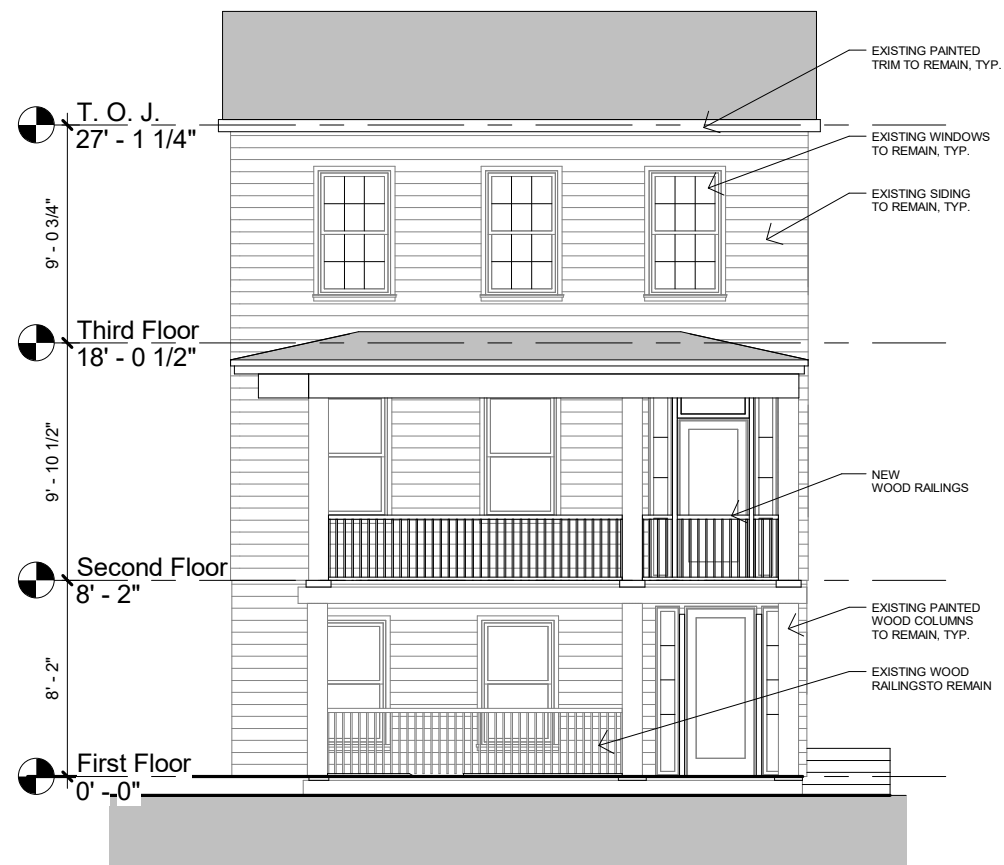 EXISTING PAINTED
TRIM TO REMAIN, TYP.
T. O. J.
27' - 1 1/4"
EXISTING WINDOWS
TO REMAIN, TYP.
EXISTING SIDING
TO REMAIN, TYP.
9' - 0 3/4"
Third Floor
18' - 0 1/2"
9' - 10 1/2"
NEW
WOOD RAILINGS
Second Floor
8' - 2"
EXISTING PAINTED
WOOD COLUMNS
TO REMAIN, TYP.
8' - 2"
EXISTING WOOD
RAILINGSTO REMAIN
First Floor
0' - 0"